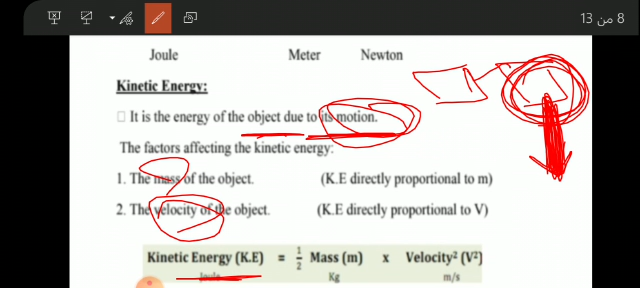 8 من 13
Joule Meter Newton
Kinetic Energy:
It is the energy of the object due to its motion.
The factors affecting the kinetic energy:
1. The mass of the object. (K.E directly proportional to m)
2. The velocity of the object. (K.E directly proportional to V)
Kinetic Energy (K.E) = 1/2 Mass (m) x Velocity² (V²)
Joule Kg m/s